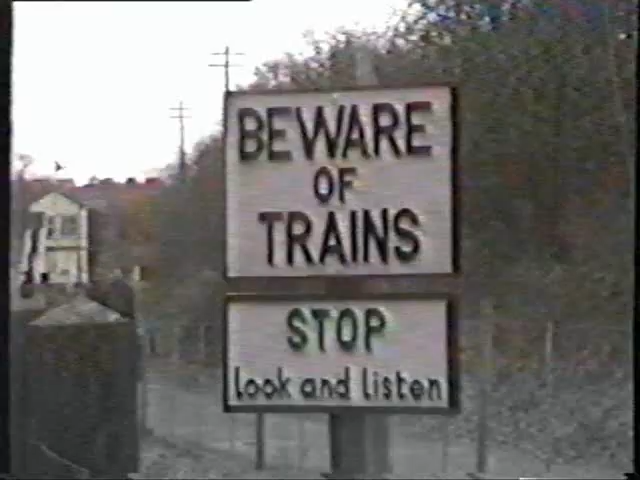 BEWARE
OF
TRAINS
STOP
look and listen